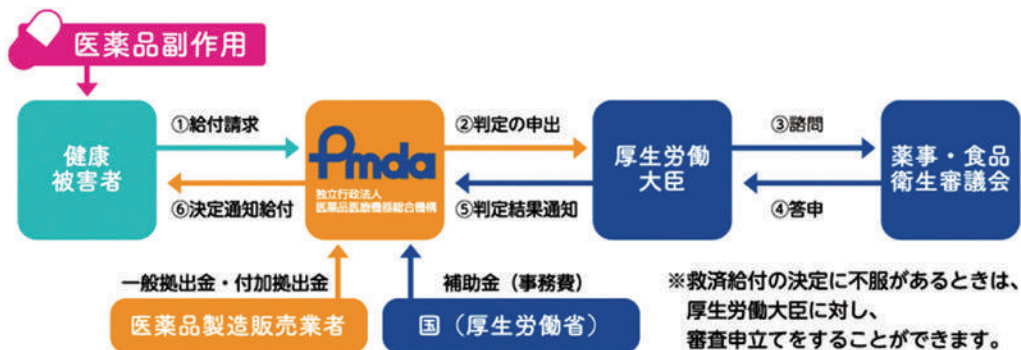 医薬品副作用
健康
被害者
①給付請求
⑥決定通知給付
Pmda
独立行政法人
医薬品医療機器総合機構
②判定の申出
⑤判定結果通知
厚生労働
大臣
③諮問
④答申
薬事・食品
衛生審議会
一般拠出金・付加拠出金
医薬品製造販売業者
補助金（事務費）
国（厚生労働省）
※救済給付の決定に不服があるときは、
厚生労働大臣に対し、
審査申立てをすることができます。